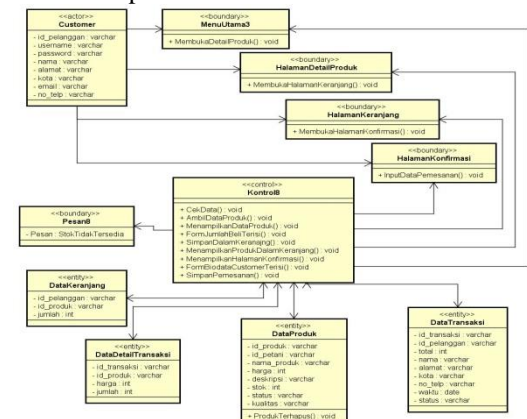 <<actor>>
Customer
- id_pelanggan : varchar
- username : varchar
- password : varchar
- nama : varchar
- alamat : varchar
- kota : varchar
- email : varchar
- no_telp : varchar
<<boundary>>
MenuUtama3
+ MembukaDetailProduk() : void
<<boundary>>
HalamanDetailProduk
+ MembukaHalamanKeranjang() : void
<<boundary>>
HalamanKeranjang
+ MembukaHalamanKonfirmasi() : void
<<boundary>>
HalamanKonfirmasi
+ InputDataPemesanan() : void
<<control>>
Kontrol8
+ CekData() : void
+ AmbilDataProduk() : void
+ MenampilkanDataProduk() : void
+ FormJumlahBeliTerisi() : void
+ SimpanDalamKeranajng() : void
+ MenampilkanProdukDalamKeranjang() : void
+ MenampilkanHalamanKonfirmasi() : void
+ FormBiodataCustomerTerisi() : void
+ SimpanPemesanan() : void
<<boundary>>
Pesan8
- Pesan : StokTidakTersedia
<<entity>>
DataKeranjang
- id_pelanggan : varchar
- id_produk : varchar
- jumlah : int
<<entity>>
DataDetailTransaksi
- id_transaksi : varchar
- id_produk : varchar
- harga : int
- jumlah : int
<<entity>>
DataProduk
- id_produk : varchar
- id_petani : varchar
- nama_produk : varchar
- harga : int
- deskripsi : varchar
- stok : int
- status : varchar
- kualitas : varchar
+ ProdukTerhapus() : void
<<entity>>
DataTransaksi
- id_transaksi : varchar
- id_pelanggan : varchar
- total : int
- nama : varchar
- alamat : varchar
- kota : varchar
- no_telp : varchar
- waktu : date
- status : varchar